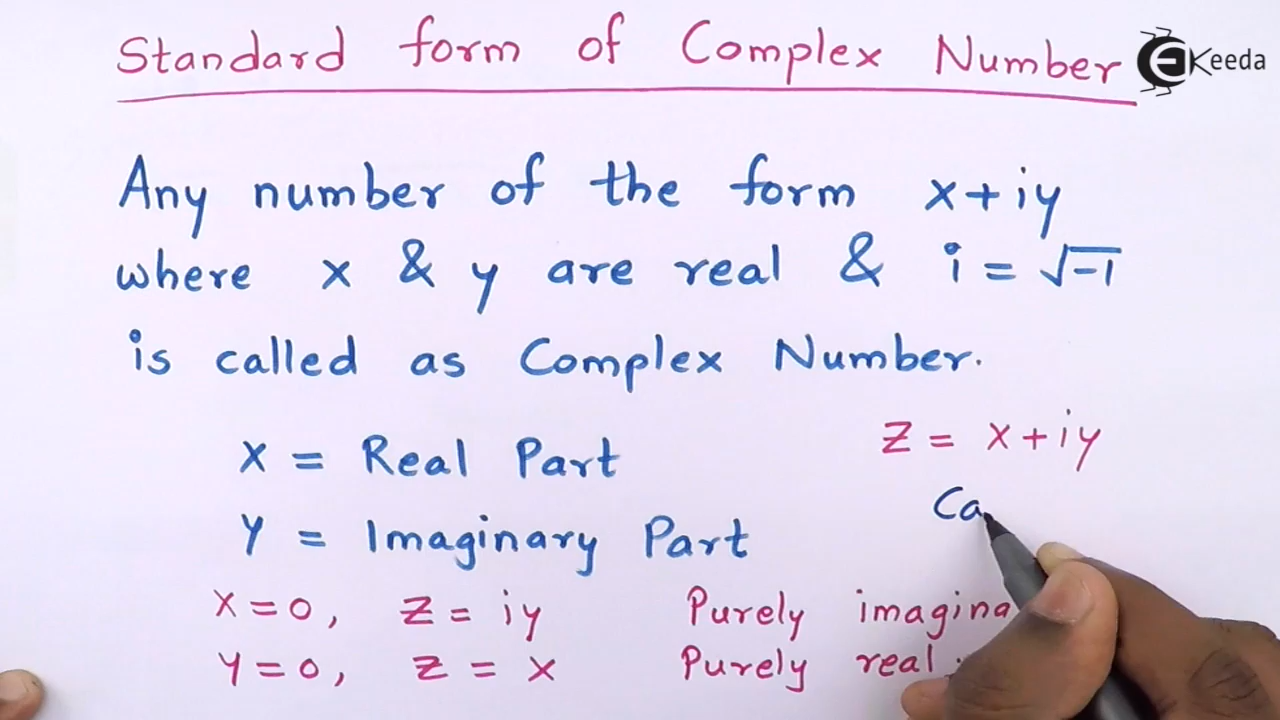 Standard form of Complex Number
EKeeda
Any number of the form x+iy
where x & y are real & i = √-1
is called as Complex Number.
x = Real Part
z = x+iy
Ca
y = Imaginary Part
x=0, z= iy Purely imagina
y=0, z = x Purely real.